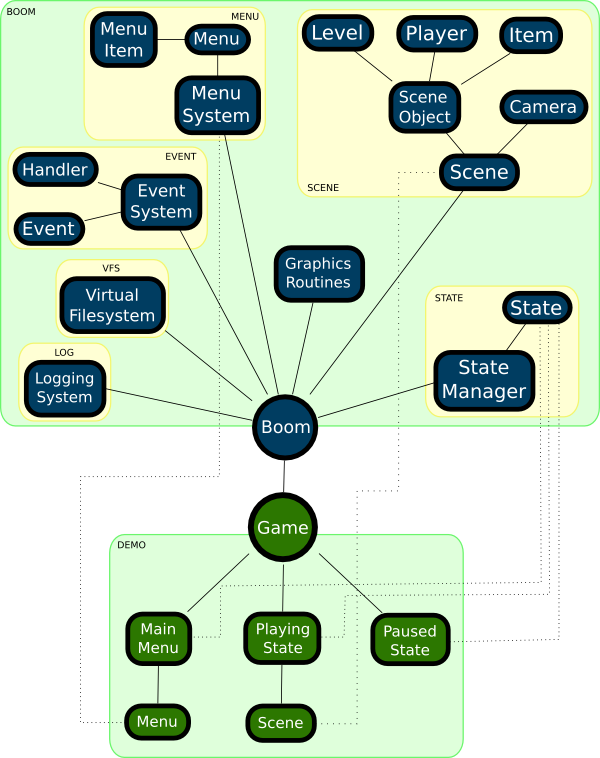 BOOM
MENU
Menu
Item
Menu
Menu
System
Level
Player
Item
Scene
Object
Camera
Scene
SCENE
EVENT
Handler
Event
System
Event
VFS
Virtual
Filesystem
Graphics
Routines
STATE
State
State
Manager
LOG
Logging
System
Boom
Game
DEMO
Main
Menu
Playing
State
Paused
State
Menu
Scene